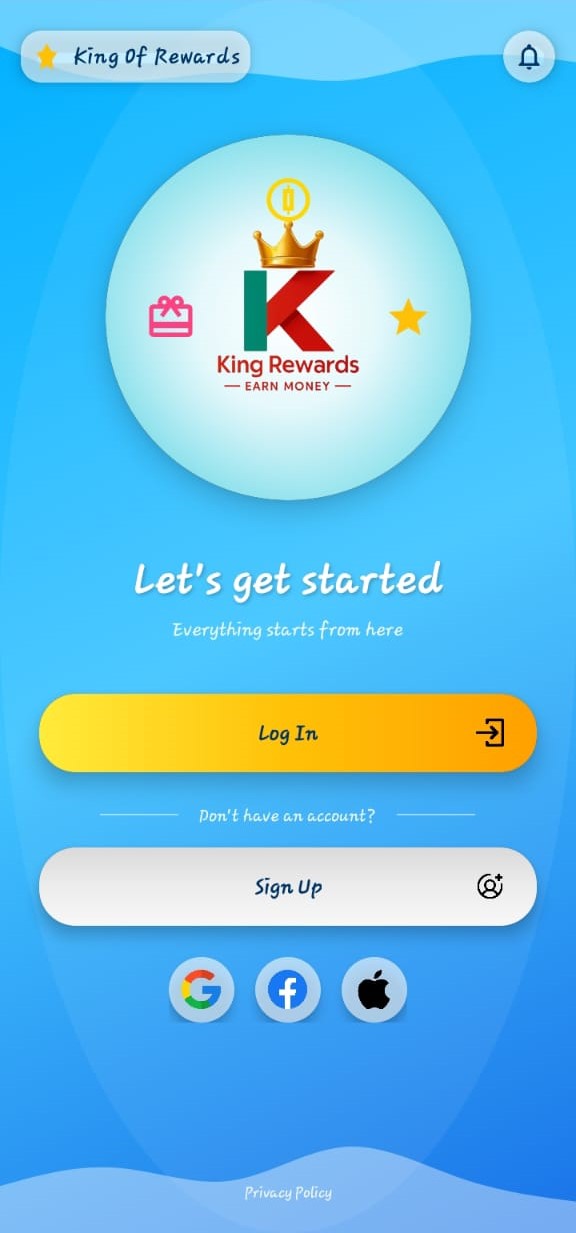 King Of Rewards
King Rewards
EARN MONEY
Let's get started
Everything starts from here
Log In
Don't have an account?
Sign Up
Privacy Policy